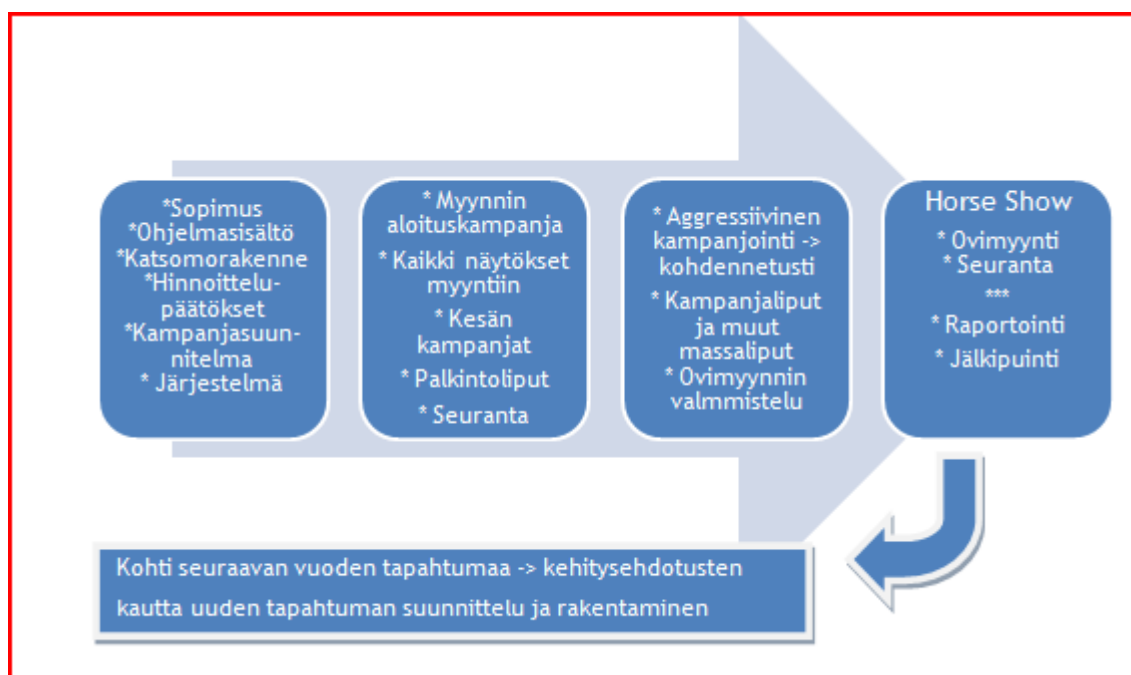 *Sopimus
*Ohjelmasisältö
*Katsomorakenne
*Hinnoittelu-
päätökset
*Kampanjasuun-
nitelma
* Järjestelmä
* Myynnin
aloituskampanja
* Kaikki näytökset
myyntiin
* Kesän
kampanjat
* Palkintoliput
* Seuranta
* Aggressiivinen
kampanjointi ->
kohdennetusti
* Kampanjaliput
ja muut
massaliput
* Ovimyynnin
valmmistelu
Horse Show
* Ovimyynti
* Seuranta
***
* Raportointi
* Jälkipuinti
Kohti seuraavan vuoden tapahtumaa -> kehitysehdotusten
kautta uuden tapahtuman suunnittelu ja rakentaminen